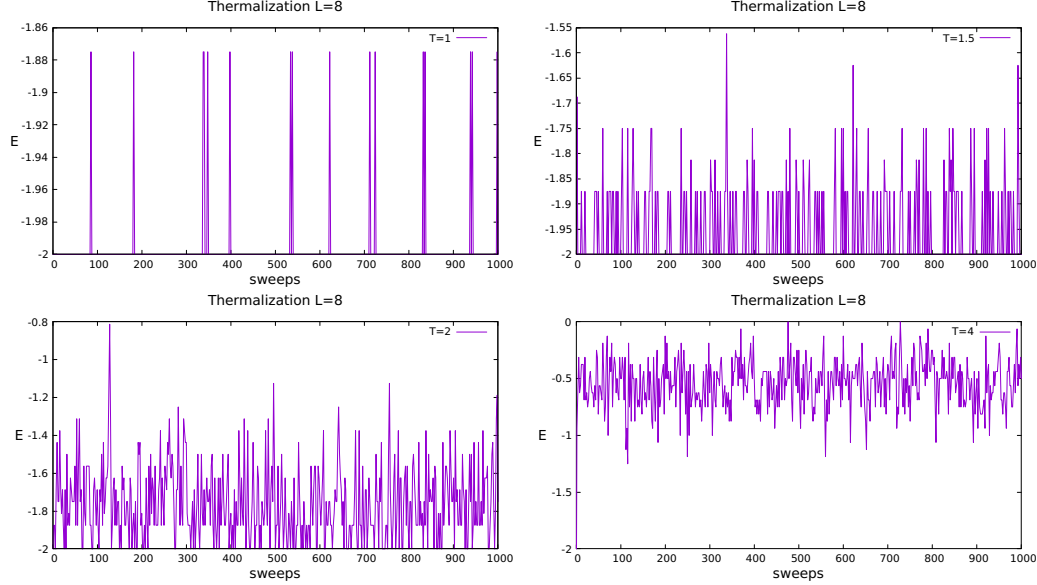 Thermalization L=8
-1.86
-1.88
-1.9
-1.92
-1.94
-1.96
-1.98
-2
E
T=1
0 100 200 300 400 500 600 700 800 900 1000
sweeps
Thermalization L=8
-1.55
-1.6
-1.65
-1.7
-1.75
-1.8
-1.85
-1.9
-1.95
-2
E
T=1.5
0 100 200 300 400 500 600 700 800 900 1000
sweeps
Thermalization L=8
-0.8
-1
-1.2
-1.4
-1.6
-1.8
-2
E
T=2
0 100 200 300 400 500 600 700 800 900 1000
sweeps
Thermalization L=8
0
-0.5
-1
-1.5
-2
E
T=4
0 100 200 300 400 500 600 700 800 900 1000
sweeps